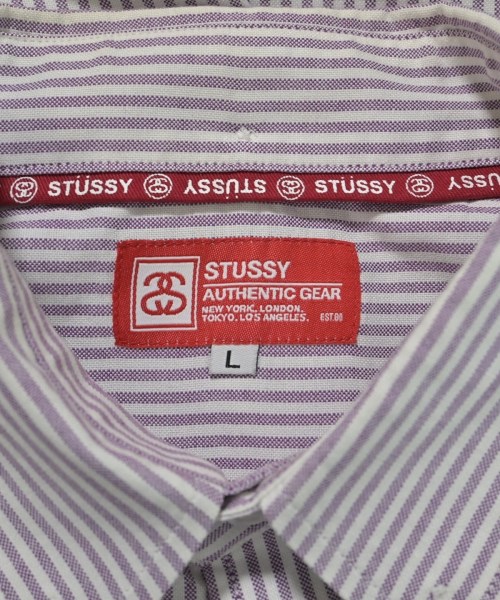 STÜSSY STÜSSY STÜSSY STÜSSY
STUSSY
AUTHENTIC GEAR
NEW YORK. LONDON.
TOKYO. LOS ANGELES. EST.80
L